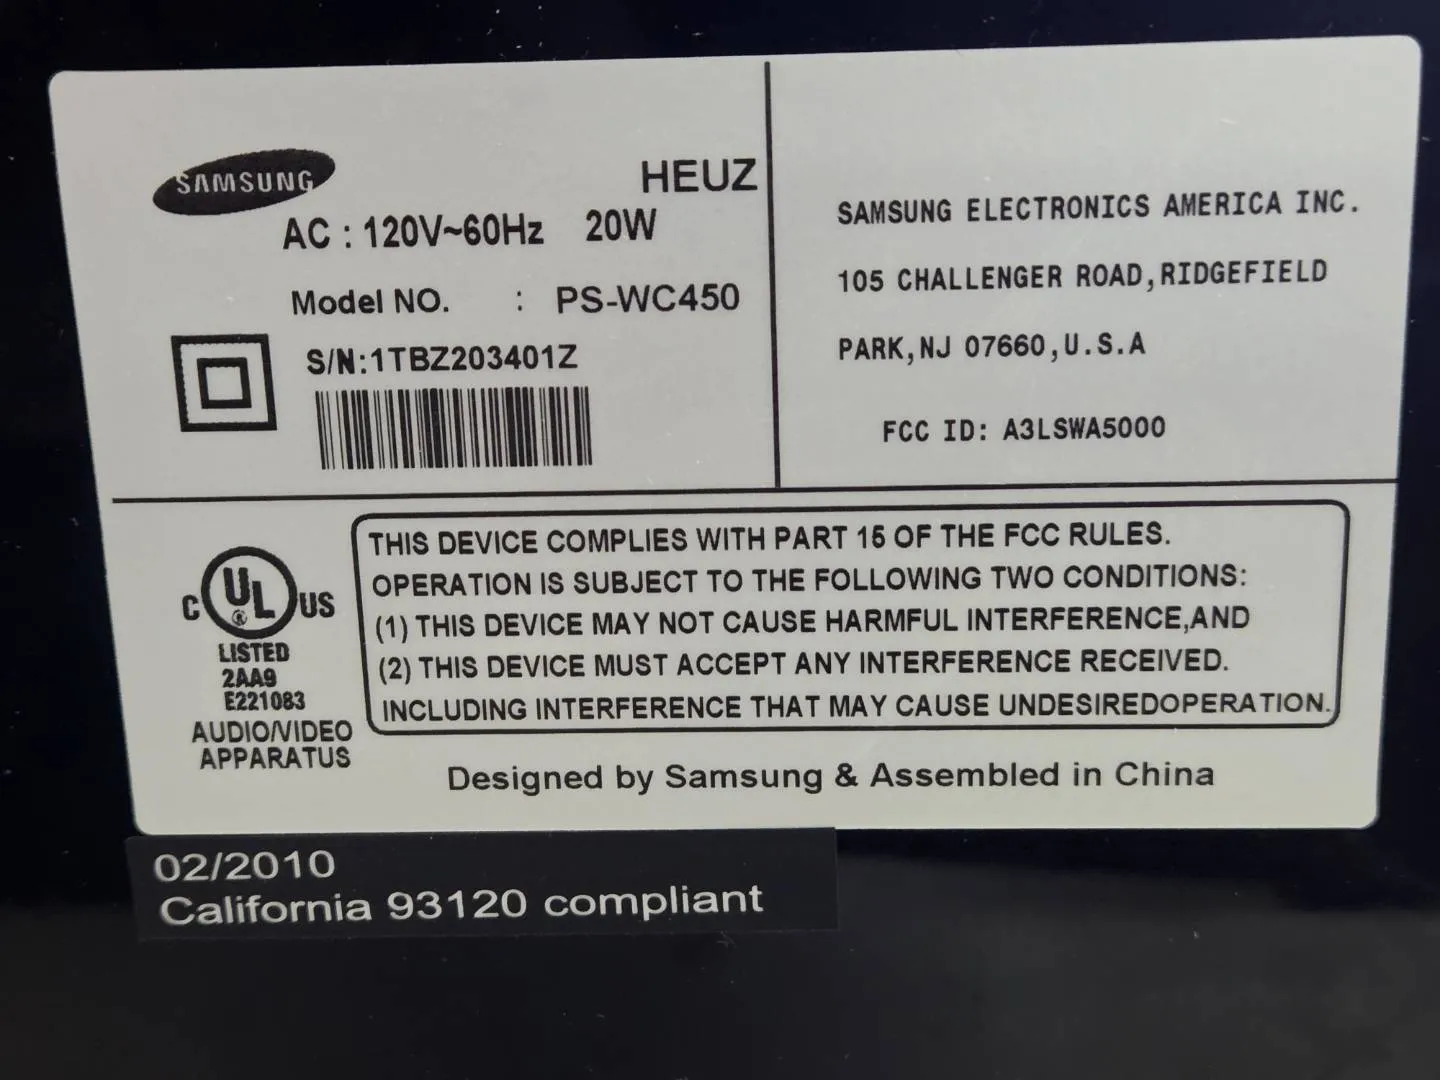 SAMSUNG
HEUZ
AC : 120V~60Hz 20W
Model NO. : PS-WC450
S/N:1TBZ203401Z
SAMSUNG ELECTRONICS AMERICA INC.
105 CHALLENGER ROAD,RIDGEFIELD
PARK,NJ 07660,U.S.A
FCC ID: A3LSWA5000
C UL ® US
LISTED
2AA9
E221083
AUDIO/VIDEO
APPARATUS
THIS DEVICE COMPLIES WITH PART 15 OF THE FCC RULES.
OPERATION IS SUBJECT TO THE FOLLOWING TWO CONDITIONS:
(1) THIS DEVICE MAY NOT CAUSE HARMFUL INTERFERENCE,AND
(2) THIS DEVICE MUST ACCEPT ANY INTERFERENCE RECEIVED.
INCLUDING INTERFERENCE THAT MAY CAUSE UNDESIREDOPERATION.
Designed by Samsung & Assembled in China
02/2010
California 93120 compliant